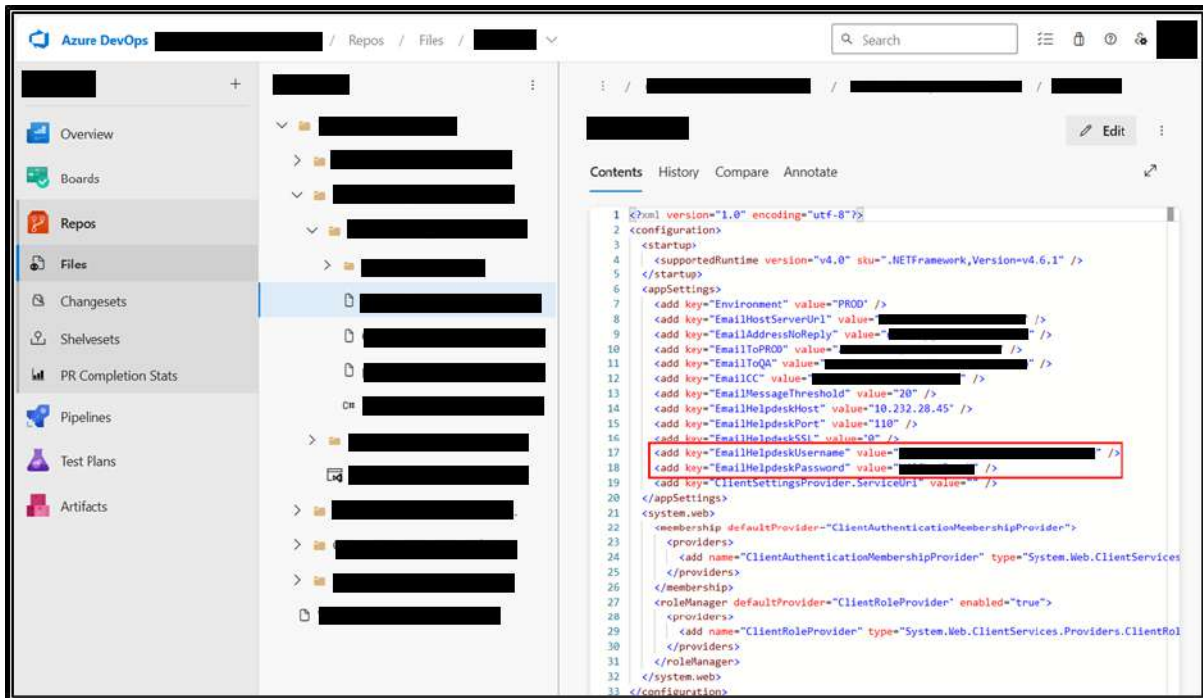 Azure DevOps / Repos / Files /
Search
Overview
Boards
Repos
Files
Changesets
Shelvesets
PR Completion Stats
Pipelines
Test Plans
Artifacts
C#
/ / /
Edit
Contents History Compare Annotate
1 <?xml version="1.0" encoding="utf-8"?>
2 <configuration>
3 <startup>
4 <supportedRuntime version="v4.0" sku=".NETFramework,Version=v4.6.1" />
5 </startup>
6 <appSettings>
7 <add key="Environment" value="PROD" />
8 <add key="EmailHostServerUrl" value=" " />
9 <add key="EmailAddressNoReply" value=" " />
10 <add key="EmailToPROD" value=" " />
11 <add key="EmailToQA" value=" " />
12 <add key="EmailCC" value=" " />
13 <add key="EmailMessageThreshold" value="20" />
14 <add key="EmailHelpdeskHost" value="10.232.28.45" />
15 <add key="EmailHelpdeskPort" value="110" />
16 <add key="EmailHelpdeskSSL" value="0" />
17 <add key="EmailHelpdeskUsername" value=" " />
18 <add key="EmailHelpdeskPassword" value=" " />
19 <add key="ClientSettingsProvider.ServiceUri" value="" />
20 </appSettings>
21 <system.web>
22 <membership defaultProvider="ClientAuthenticationMembershipProvider">
23 <providers>
24 <add name="ClientAuthenticationMembershipProvider" type="System.Web.ClientServices
25 </providers>
26 </membership>
27 <roleManager defaultProvider="ClientRoleProvider" enabled="true">
28 <providers>
29 <add name="ClientRoleProvider" type="System.Web.ClientServices.Providers.ClientRol
30 </providers>
31 </roleManager>
32 </system.web>
33 </configuration>